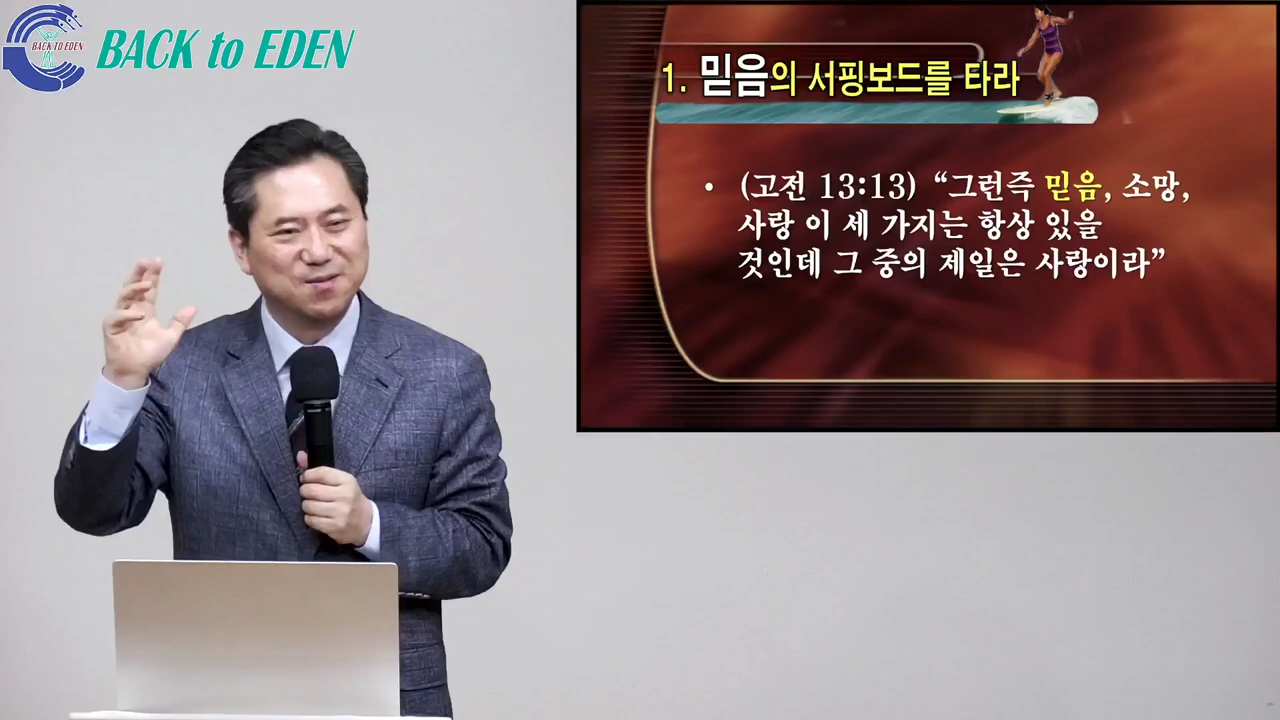 BACK TO EDEN
BACK to EDEN
1. 믿음의 서핑보드를 타라
• (고전 13:13) “그런즉 믿음, 소망,
사랑 이 세 가지는 항상 있을
것인데 그 중의 제일은 사랑이라”